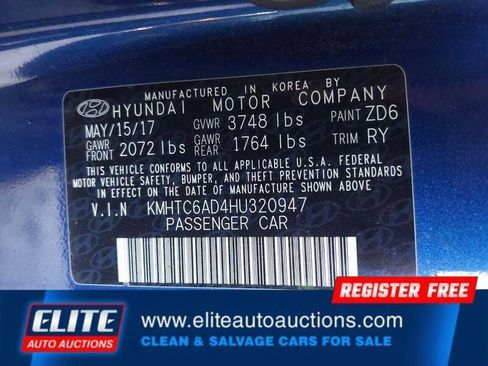 MANUFACTURED IN KOREA BY
HYUNDAI MOTOR COMPANY
MAY/15/17 GVWR 3748 lbs PAINT ZD6
GAWR FRONT 2072 lbs GAWR REAR 1764 lbs TRIM RY
THIS VEHICLE CONFORMS TO ALL APPLICABLE U.S.A. FEDERAL
MOTOR VEHICLE SAFETY, BUMPER, AND THEFT PREVENTION
STANDARDS IN EFFECT ON THE DATE OF MANUFACTURE SHOWN ABOVE.
V.I.N KMHTC6AD4HU320947
PASSENGER CAR
REGISTER FREE
ELITE
AUTO AUCTIONS
www.eliteautoauctions.com
CLEAN & SALVAGE CARS FOR SALE